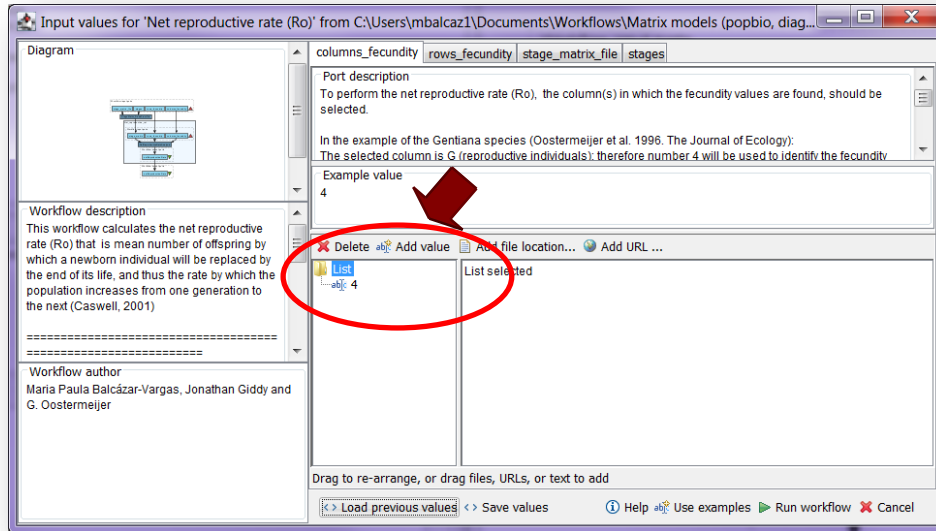 Input values for 'Net reproductive rate (Ro)' from C:\Users\mbalcaz1\Documents\Workflows\Matrix models (popbio, diag...
Diagram
Workflow description
This workflow calculates the net reproductive
rate (Ro) that is mean number of offspring by
which a newborn individual will be replaced by
the end of its life, and thus the rate by which the
population increases from one generation to
the next (Caswell, 2001)
======================================
===========================
Workflow author
Maria Paula Balcázar-Vargas, Jonathan Giddy and
G. Oostermeijer
columns_fecundity rows_fecundity stage_matrix_file stages
Port description
To perform the net reproductive rate (Ro), the column(s) in which the fecundity values are found, should be
selected.
In the example of the Gentiana species (Oostermeijer et al. 1996. The Journal of Ecology):
The selected column is G (reproductive individuals); therefore number 4 will be used to identify the fecundity
Example value
4
Delete Add value Add file location... Add URL ...
List
4
List selected
Drag to re-arrange, or drag files, URLs, or text to add
Load previous values Save values Help Use examples Run workflow Cancel